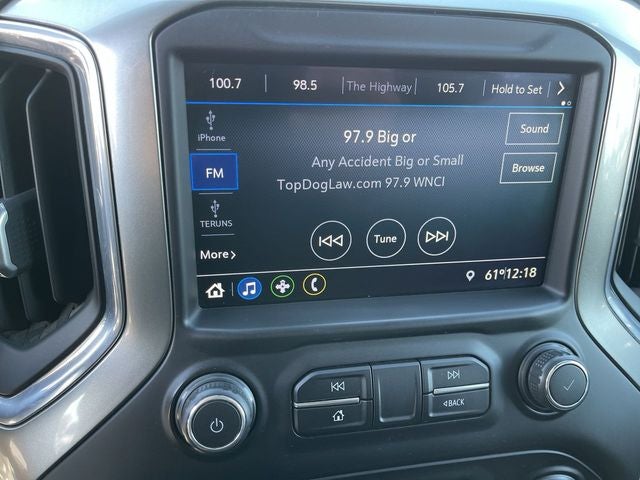 100.7 98.5 The Highway 105.7 Hold to Set
iPhone
FM
TERUNS
More
97.9 Big or
Any Accident Big or Small
TopDogLaw.com 97.9 WNCI
Sound
Browse
Tune
61° 12:18
BACK